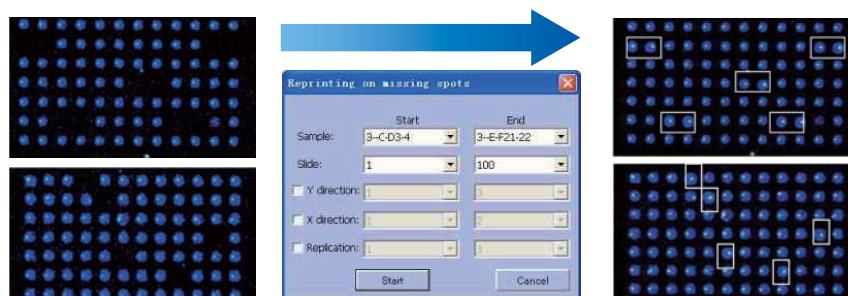 Reprinting on missing spots
Start End
Sample: 3--C-D3-4 3--E-F21-22
Slide: 1 100
Y direction: 1 3
X direction: 1 2
Replication: 1 1
Start Cancel